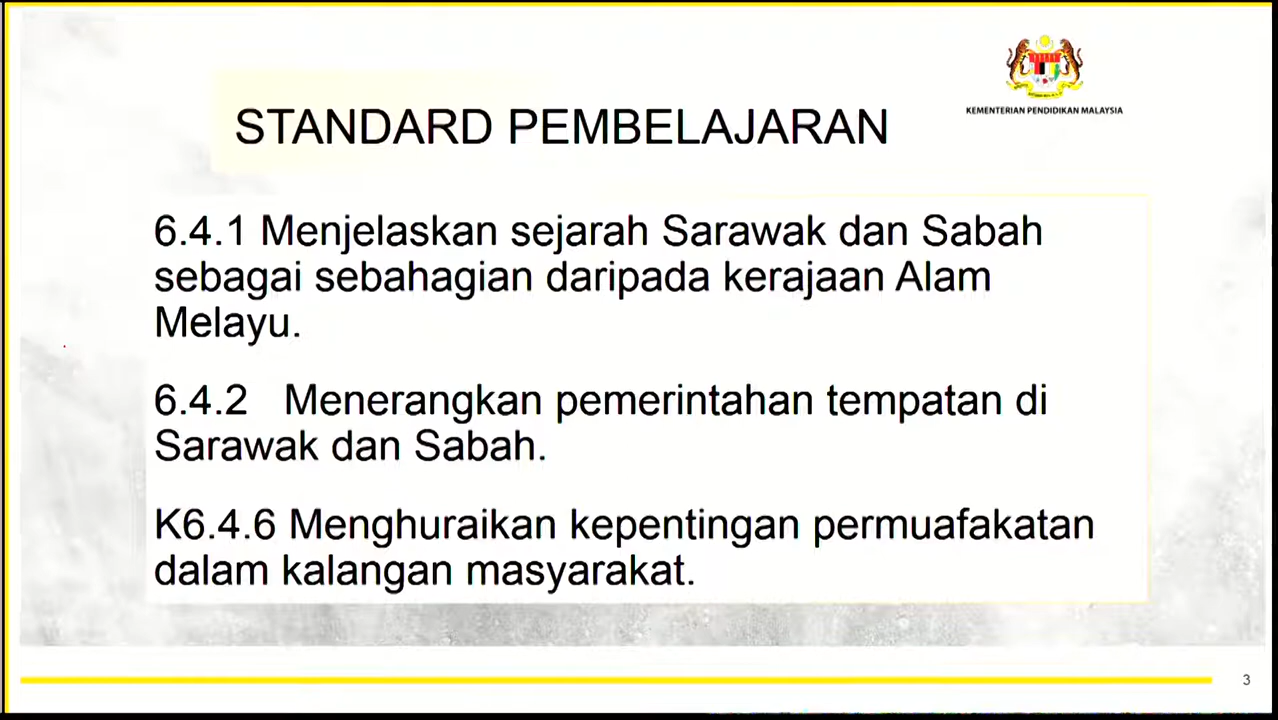 KEMENTERIAN PENDIDIKAN MALAYSIA
STANDARD PEMBELAJARAN
6.4.1 Menjelaskan sejarah Sarawak dan Sabah
sebagai sebahagian daripada kerajaan Alam
Melayu.
6.4.2 Menerangkan pemerintahan tempatan di
Sarawak dan Sabah.
K6.4.6 Menghuraikan kepentingan permuafakatan
dalam kalangan masyarakat.
3